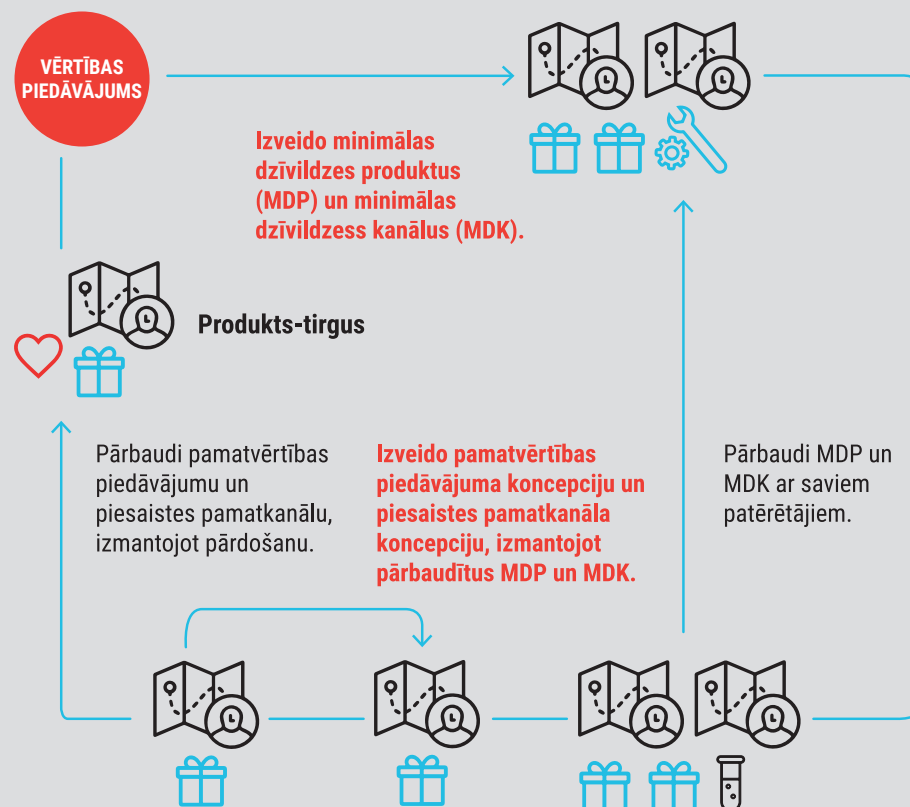 VĒRTĪBAS
PIEDĀVĀJUMS
Izveido minimālas
dzīvildzes produktus
(MDP) un minimālas
dzīvildzess kanālus (MDK).
Produkts-tirgus
Pārbaudi pamatvērtības
piedāvājumu un
piesaistes pamatkanālu,
izmantojot pārdošanu.
Izveido pamatvērtības
piedāvājuma koncepciju un
piesaistes pamatkanāla
koncepciju, izmantojot
pārbaudītus MDP un MDK.
Pārbaudi MDP un
MDK ar saviem
patērētājiem.